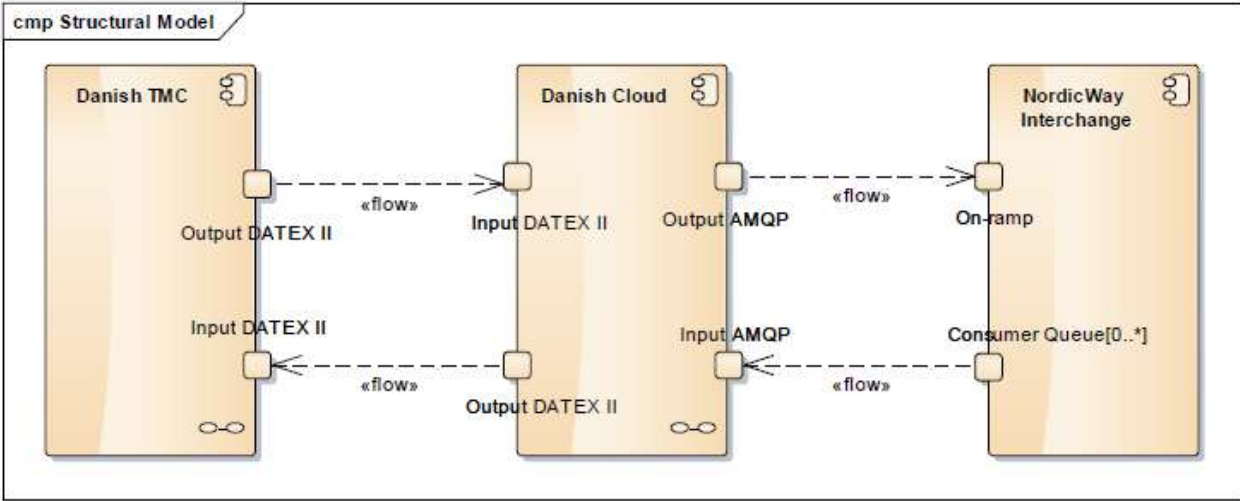 cmp Structural Model
Danish TMC
Danish Cloud
NordicWay
Interchange
«flow»
«flow»
Output DATEX II
Input DATEX II
Output AMQP
On-ramp
Input DATEX II
Input AMQP
Consumer Queue[0..*]
«flow»
«flow»
Output DATEX II